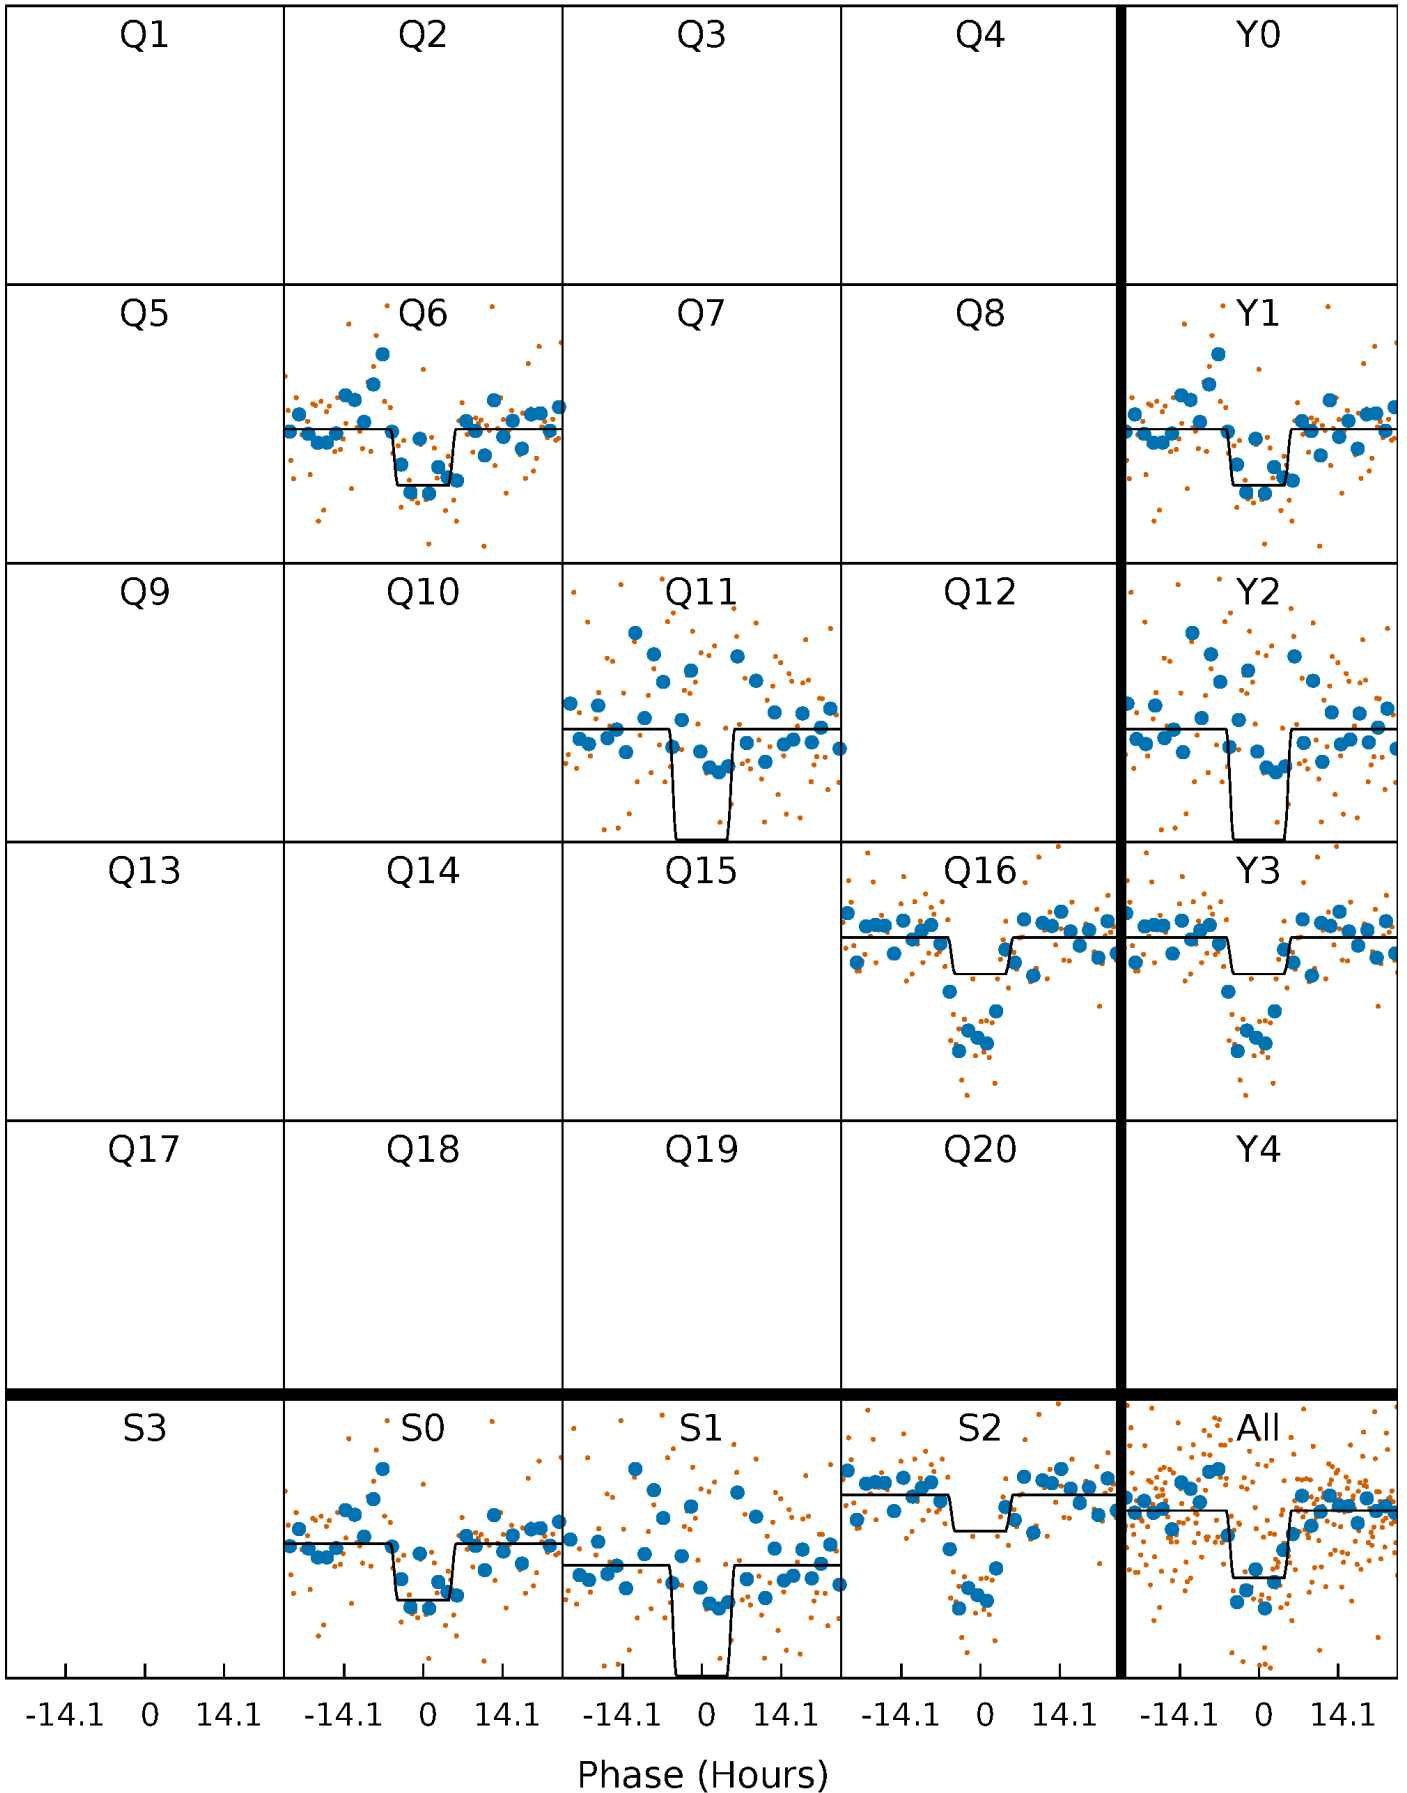 Q1 Q2 Q3 Q4 Y0
Q5 Q6 Q7 Q8 Y1
Q9 Q10 Q11 Q12 Y2
Q13 Q14 Q15 Q16 Y3
Q17 Q18 Q19 Q20 Y4
S3 S0 S1 S2 All
-14.1 0 14.1 -14.1 0 14.1 -14.1 0 14.1 -14.1 0 14.1 -14.1 0 14.1
Phase (Hours)